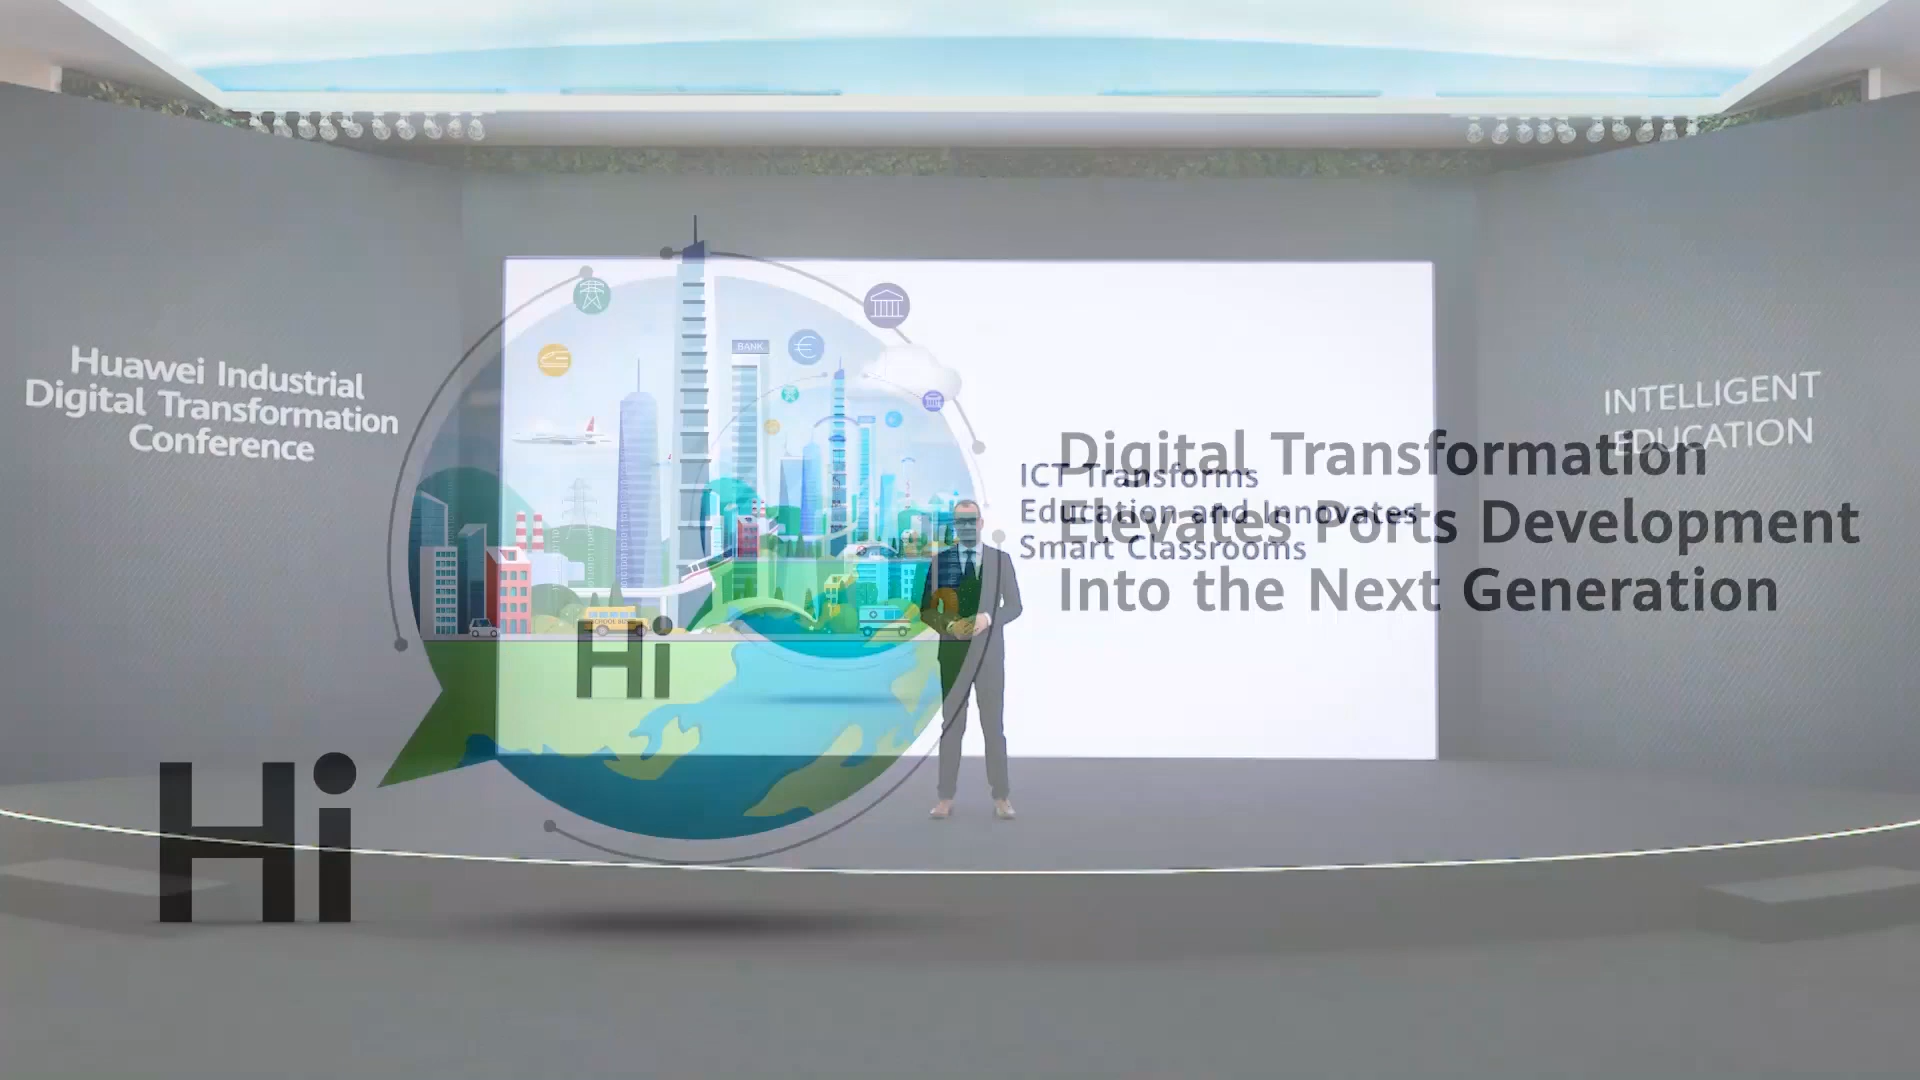 Huawei Industrial
Digital Transformation
Conference
INTELLIGENT
EDUCATION
BANK
SCHOOL BUS
Hi
ICT Transforms
Education and Innovates
Smart Classrooms
Digital Transformation
Elevates Ports Development
Into the Next Generation
Hi